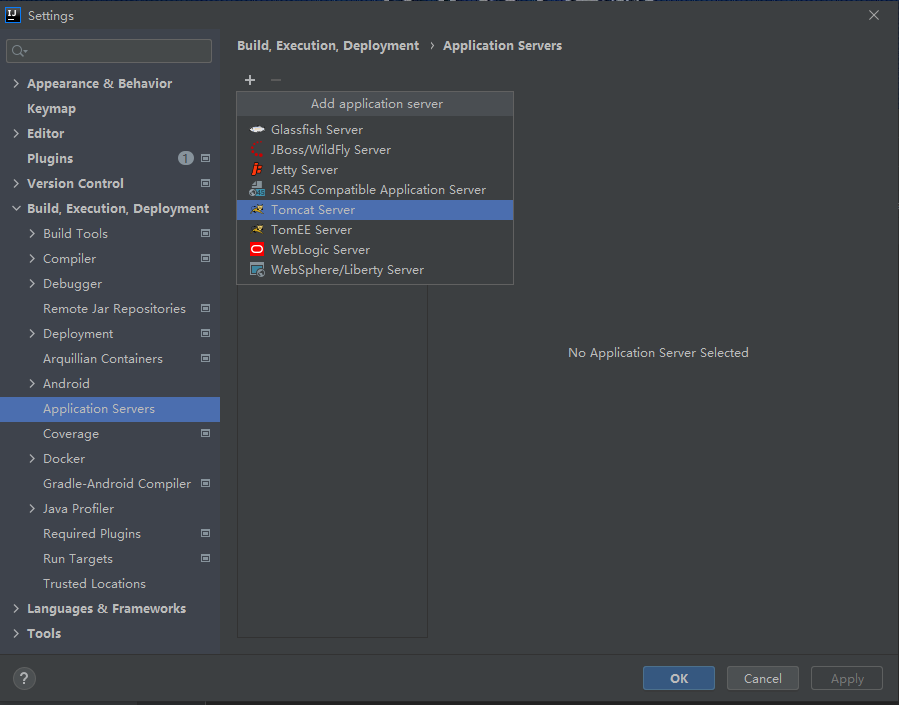 IJ
Settings
Build, Execution, Deployment › Application Servers
Appearance & Behavior
Keymap
Editor
Plugins 1
Version Control
Build, Execution, Deployment
Build Tools
Compiler
Debugger
Remote Jar Repositories
Deployment
Arquillian Containers
Android
Application Servers
Coverage
Docker
Gradle-Android Compiler
Java Profiler
Required Plugins
Run Targets
Trusted Locations
Languages & Frameworks
Tools
Add application server
Glassfish Server
JBoss/WildFly Server
Jetty Server
JSR45 Compatible Application Server
Tomcat Server
TomEE Server
WebLogic Server
WebSphere/Liberty Server
No Application Server Selected
?
OK
Cancel
Apply